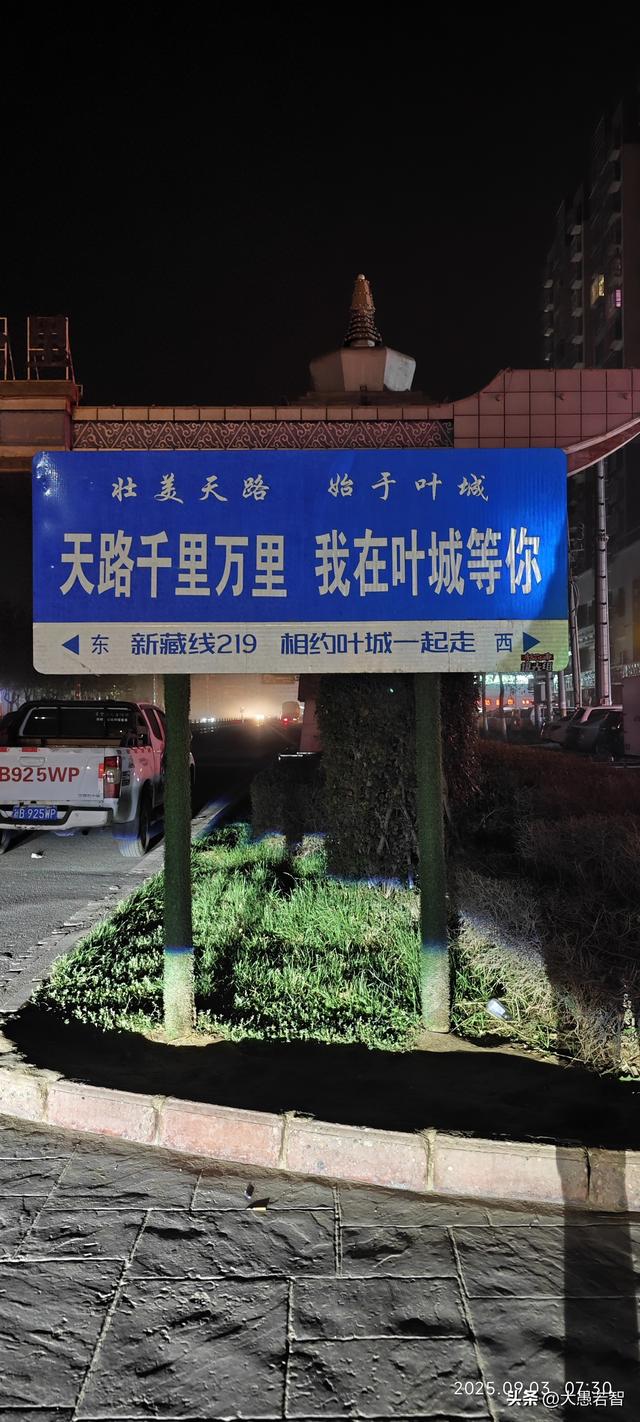 壮美天路 始于叶城
天路千里万里 我在叶城等你
东 新藏线219 相约叶城一起走 西
B925WP
B 925WP
2025.09.03 07:30
头条 @大愚若智